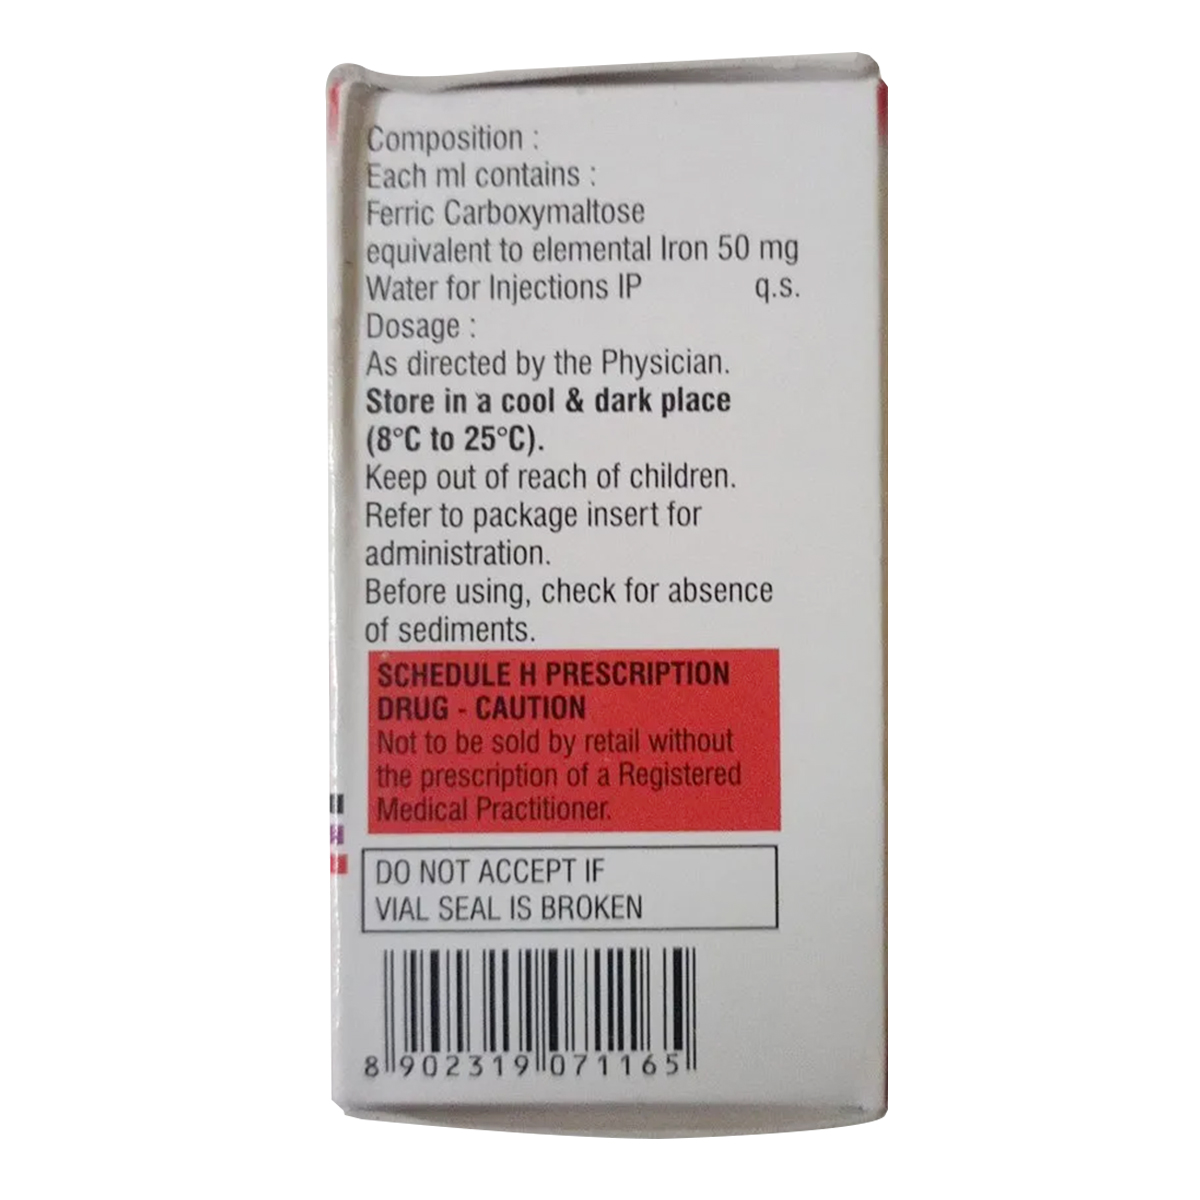 Composition :
Each ml contains :
Ferric Carboxymaltose
equivalent to elemental Iron 50 mg
Water for Injections IP q.s.
Dosage :
As directed by the Physician.
Store in a cool & dark place
(8°C to 25°C).
Keep out of reach of children.
Refer to package insert for
administration.
Before using, check for absence
of sediments.
SCHEDULE H PRESCRIPTION
DRUG - CAUTION
Not to be sold by retail without
the prescription of a Registered
Medical Practitioner.
DO NOT ACCEPT IF
VIAL SEAL IS BROKEN
8 902319 071165